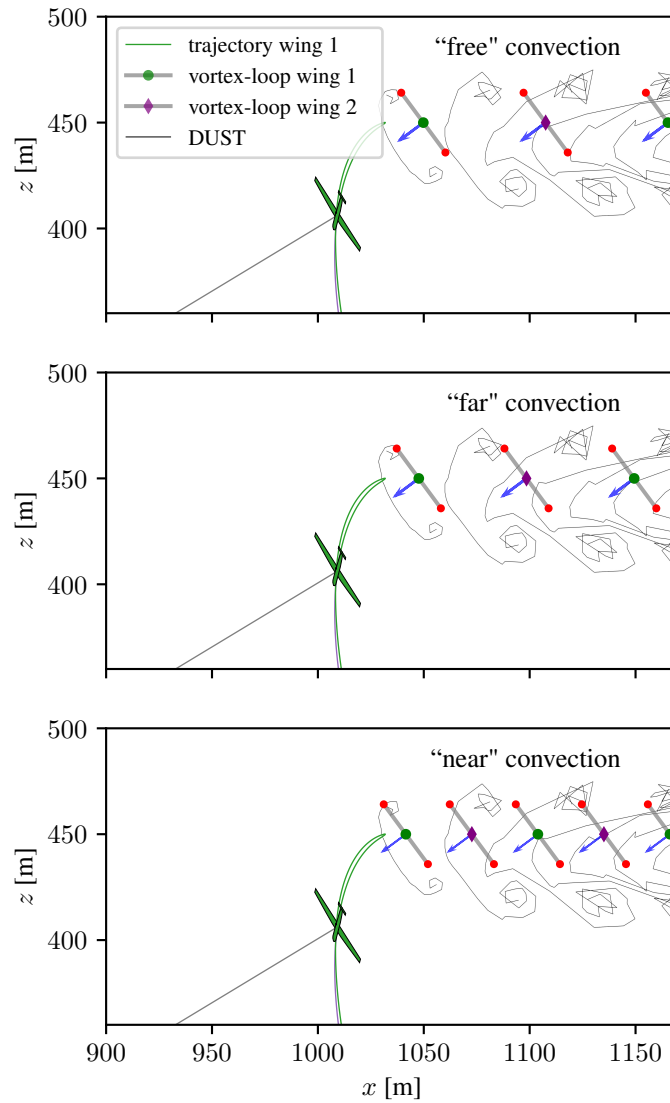 500
“free" convection
trajectory wing 1
vortex-loop wing 1
vortex-loop wing 2
DUST
450
z [m]
400
500
“far" convection
450
z [m]
400
500
“near" convection
450
z [m]
400
900 950 1000 1050 1100 1150
x [m]